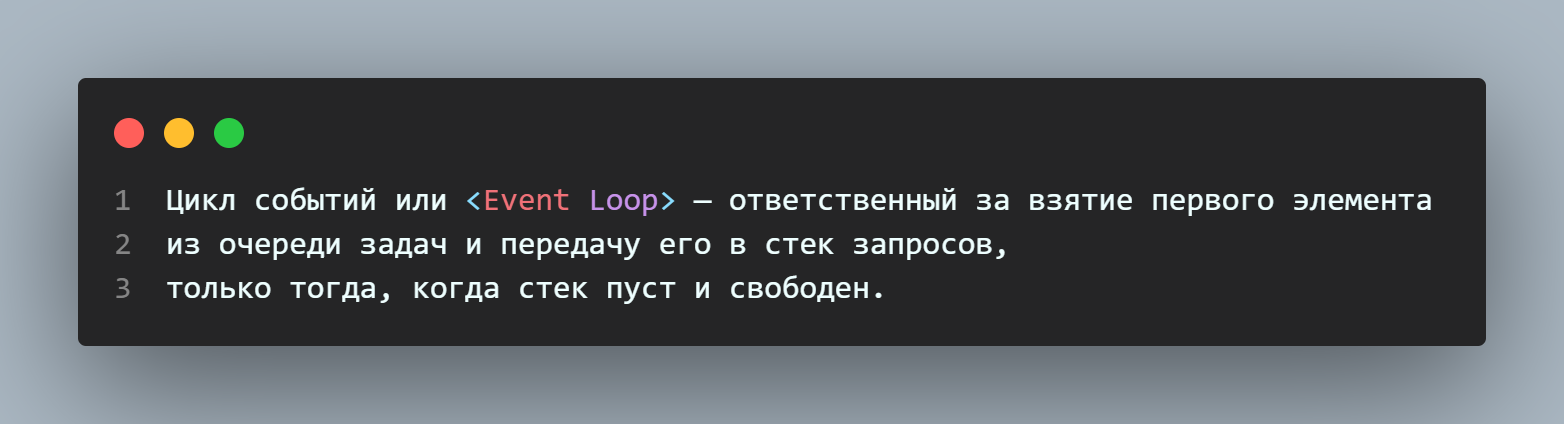 1 Цикл событий или <Event Loop> — ответственный за взятие первого элемента
2 из очереди задач и передачу его в стек запросов,
3 только тогда, когда стек пуст и свободен.